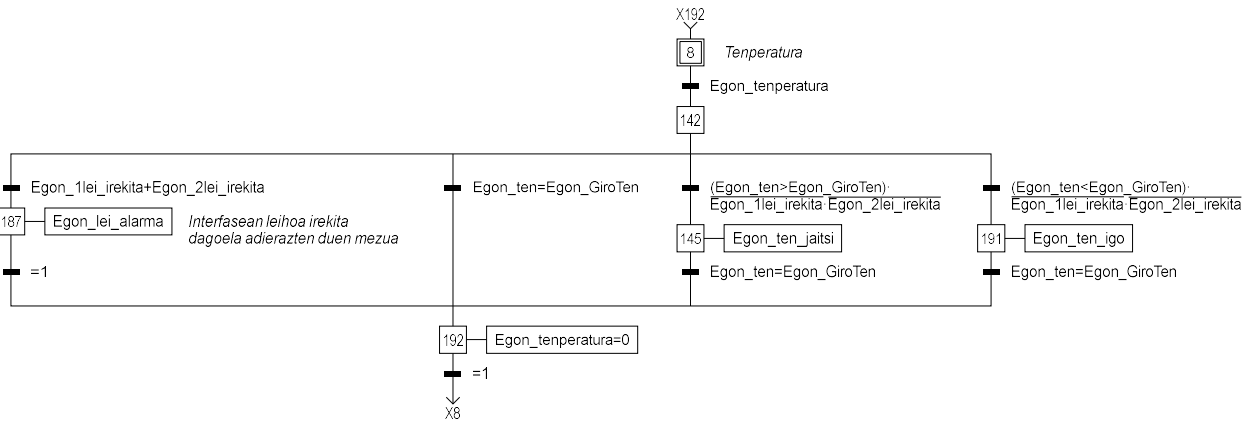 X192
8
Tenperatura
Egon_tenperatura
142
Egon_1lei_irekita+Egon_2lei_irekita
187
Egon_lei_alarma
Interfasean leihoa irekita
dagoela adierazten duen mezua
=1
Egon_ten=Egon_GiroTen
(Egon_ten>Egon_GiroTen)·
Egon_1lei_irekita·Egon_2lei_irekita
145
Egon_ten_jaitsi
Egon_ten=Egon_GiroTen
(Egon_ten<Egon_GiroTen)·
Egon_1lei_irekita·Egon_2lei_irekita
191
Egon_ten_igo
Egon_ten=Egon_GiroTen
192
Egon_tenperatura=0
=1
X8